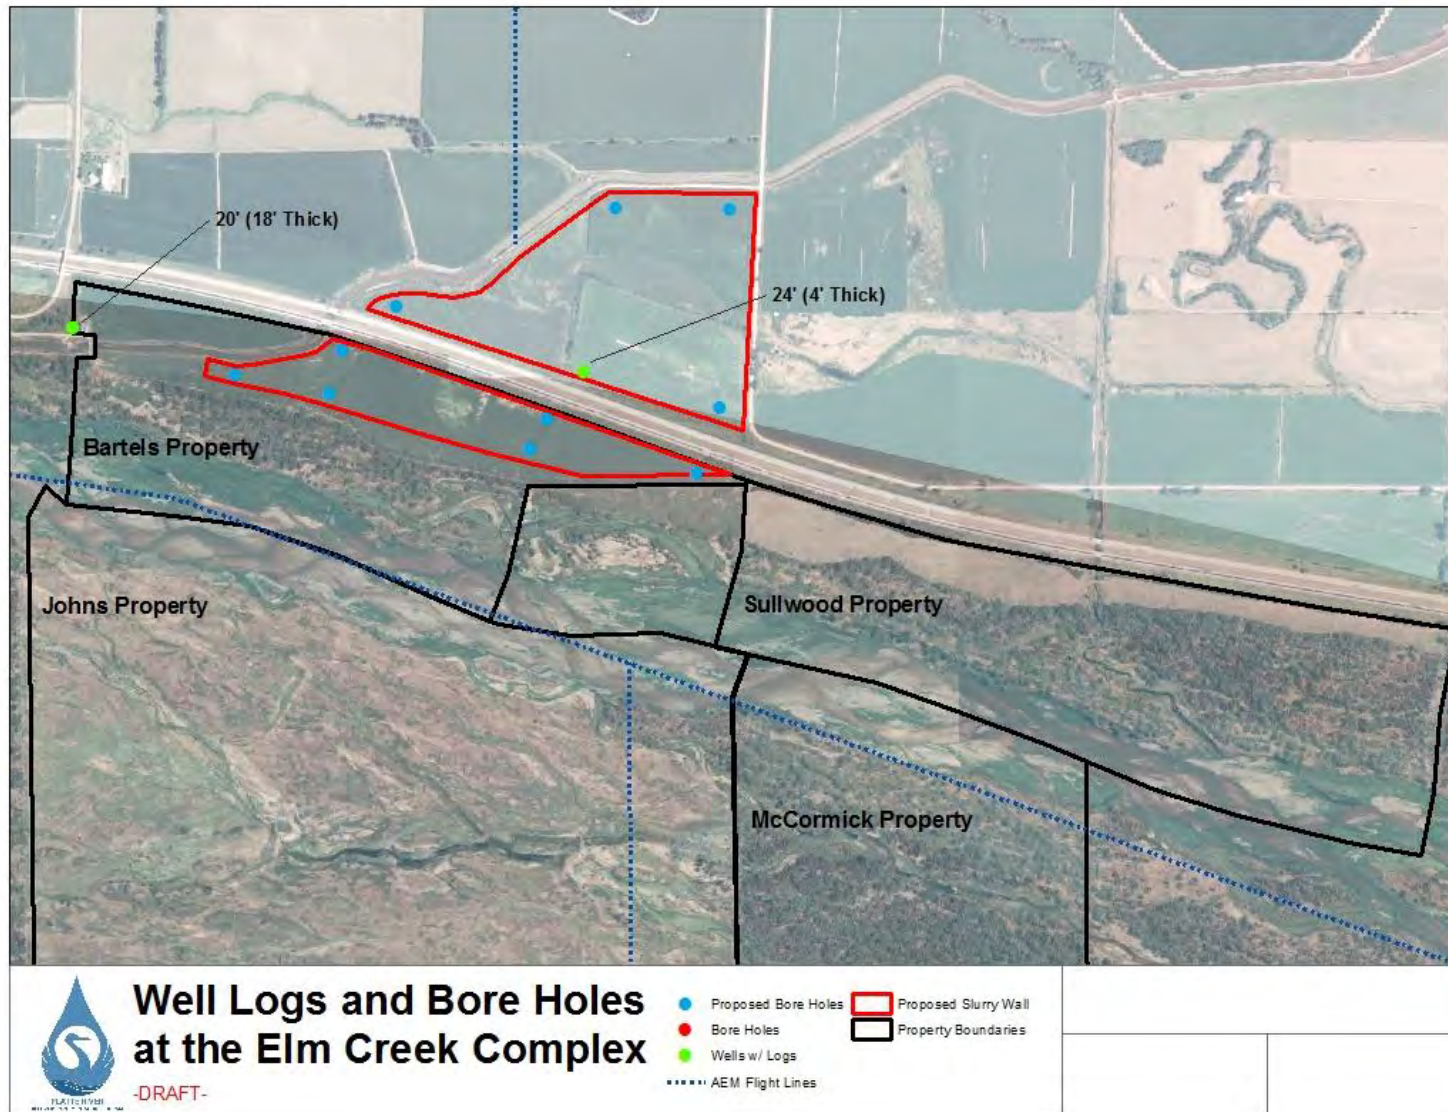 20' (18' Thick)
24' (4' Thick)
Bartels Property
Johns Property
Sullwood Property
McCormick Property
Well Logs and Bore Holes
at the Elm Creek Complex
-DRAFT-
Proposed Bore Holes
Bore Holes
Wells w/ Logs
AEM Flight Lines
Proposed Slurry Wall
Property Boundaries
PLATTE RIVER